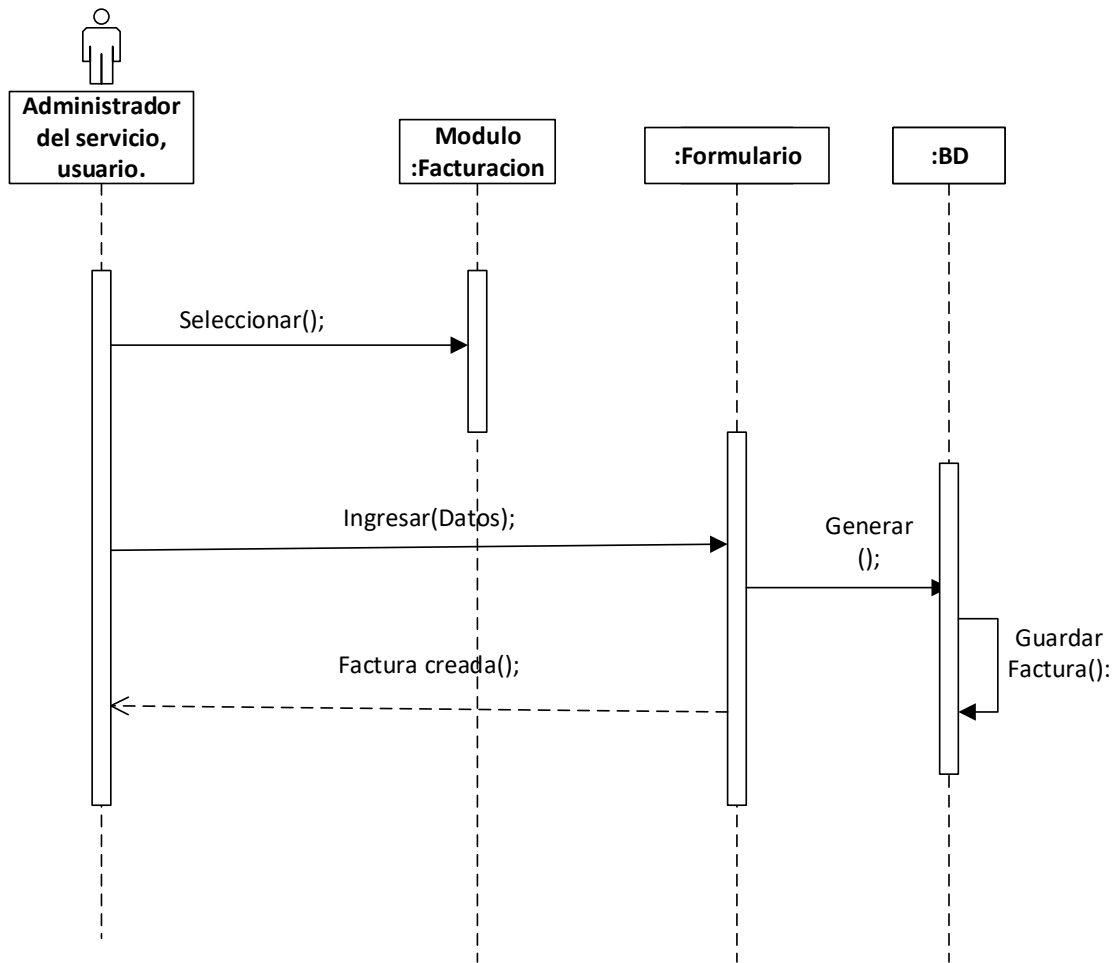 Administrador
del servicio,
usuario.
Modulo
:Facturacion
:Formulario
:BD
Seleccionar();
Ingresar(Datos);
Generar
();
Guardar
Factura():
Factura creada();